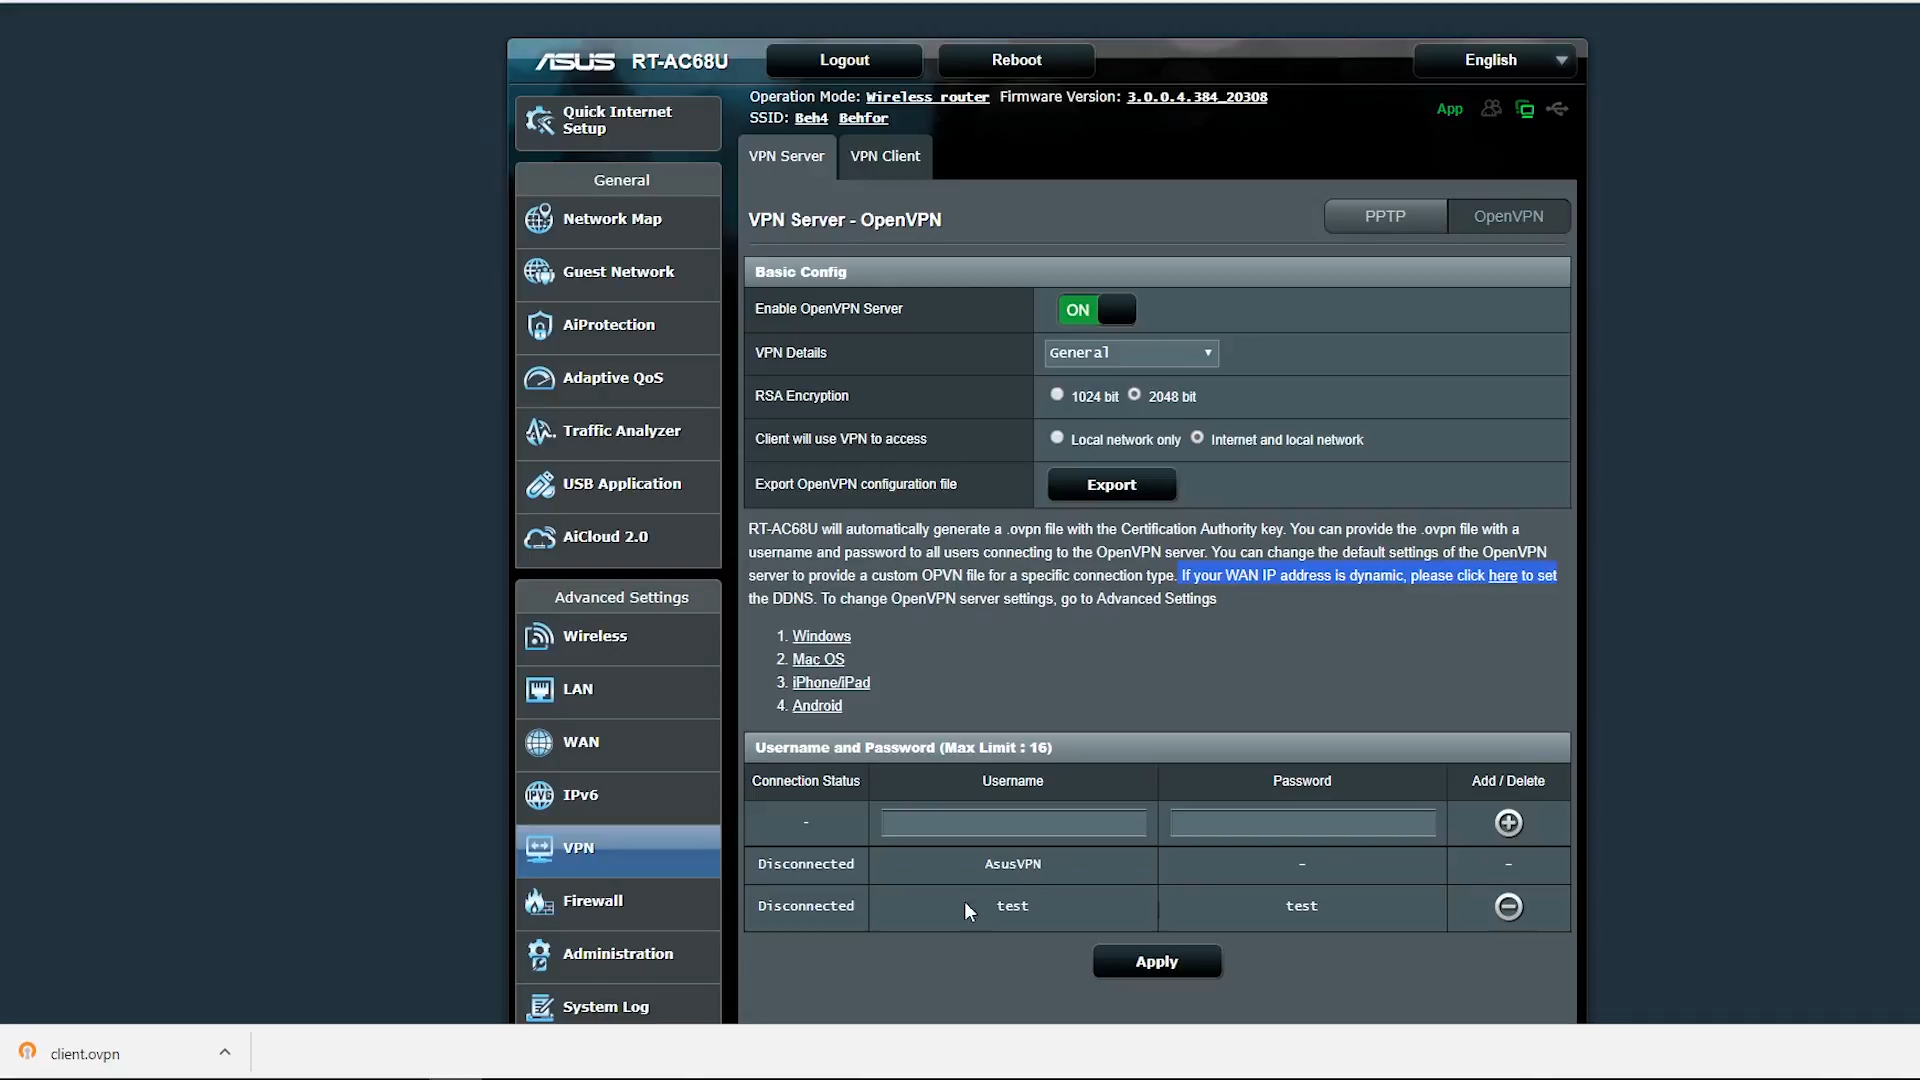 ASUS RT-AC68U Logout Reboot English
Operation Mode: Wireless router Firmware Version: 3.0.0.4.384_20308
SSID: Beh4 Behfor
App
Quick Internet
Setup
General
Network Map
Guest Network
AiProtection
Adaptive QoS
Traffic Analyzer
USB Application
AiCloud 2.0
Advanced Settings
Wireless
LAN
WAN
IPv6
IPv6
VPN
Firewall
Administration
System Log
VPN Server VPN Client
VPN Server - OpenVPN
PPTP OpenVPN
Basic Config
Enable OpenVPN Server ON
VPN Details General
RSA Encryption 1024 bit 2048 bit
Client will use VPN to access Local network only Internet and local network
Export OpenVPN configuration file Export
RT-AC68U will automatically generate a .ovpn file with the Certification Authority key. You can provide the .ovpn file with a
username and password to all users connecting to the OpenVPN server. You can change the default settings of the OpenVPN
server to provide a custom OPVN file for a specific connection type. If your WAN IP address is dynamic, please click here to set
the DDNS. To change OpenVPN server settings, go to Advanced Settings
1. Windows
2. Mac OS
3. iPhone/iPad
4. Android
Username and Password (Max Limit : 16)
Connection Status Username Password Add / Delete
-
Disconnected AsusVPN - -
Disconnected test test
Apply
client.ovpn